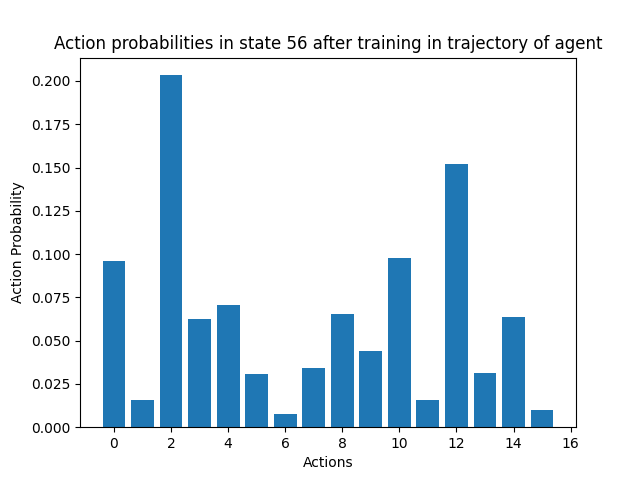 Action probabilities in state 56 after training in trajectory of agent
0.200
0.175
0.150
0.125
0.100
0.075
0.050
0.025
0.000
Action Probability
0 2 4 6 8 10 12 14 16
Actions